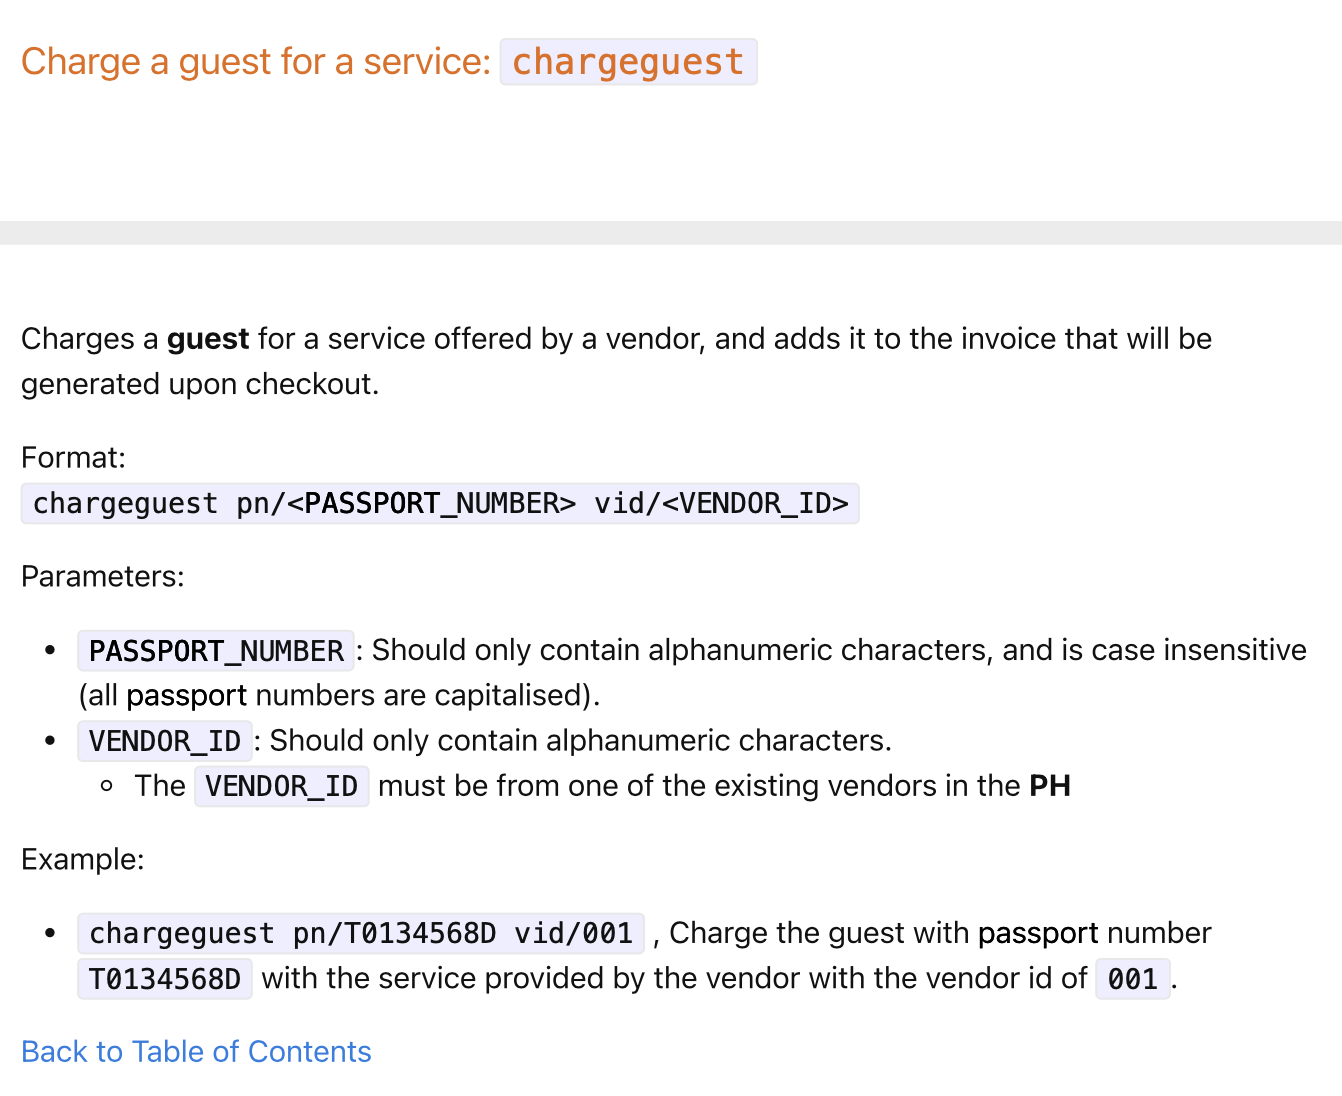 Charge a guest for a service: chargeguest
Charges a guest for a service offered by a vendor, and adds it to the invoice that will be
generated upon checkout.
Format:
chargeguest pn/<PASSPORT_NUMBER> vid/<VENDOR_ID>
Parameters:
• PASSPORT_NUMBER: Should only contain alphanumeric characters, and is case insensitive
(all passport numbers are capitalised).
• VENDOR_ID: Should only contain alphanumeric characters.
◦ The VENDOR_ID must be from one of the existing vendors in the PH
Example:
• chargeguest pn/T0134568D vid/001 , Charge the guest with passport number
T0134568D with the service provided by the vendor with the vendor id of 001.
Back to Table of Contents